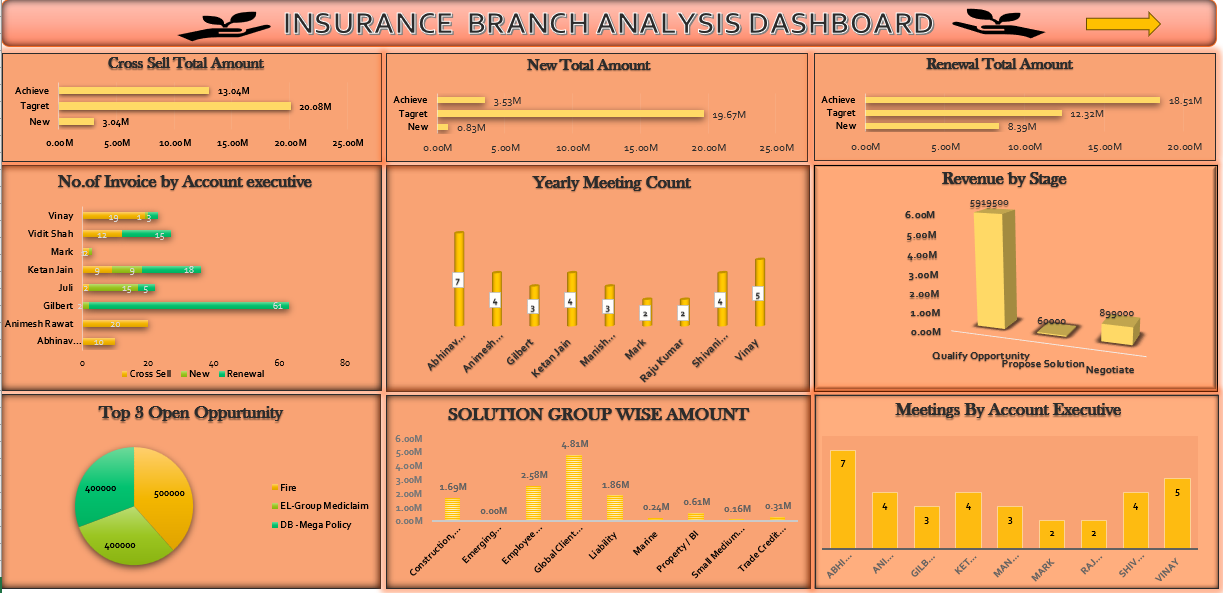 INSURANCE BRANCH ANALYSIS DASHBOARD
Cross Sell Total Amount
Achieve 13.04M
Tagret 20.08M
New 3.04M
0.00M 5.00M 10.00M 15.00M 20.00M 25.00M
New Total Amount
Achieve 3.53M
Tagret 19.67M
New 0.83M
0.00M 5.00M 10.00M 15.00M 20.00M 25.00M
Renewal Total Amount
Achieve 18.51M
Tagret 12.32M
New 8.39M
0.00M 5.00M 10.00M 15.00M 20.00M
No.of Invoice by Account executive
Vinay 19 1 3
Vidit Shah 12 15
Mark 2
Ketan Jain 9 9 18
Juli 2 15 5
Gilbert 2 61
Animesh Rawat 20
Abhinav... 10
0 20 40 60 80
Cross Sell New Renewal
Yearly Meeting Count
7 4 3 4 3 2 2 4 5
Abhinav... Animesh... Gilbert Ketan Jain Manish... Mark Raju Kumar Shivani... Vinay
Revenue by Stage
5919500
6.00M
5.00M
4.00M
3.00M
2.00M
1.00M
0.00M
60000 899000
Qualify Opportunity
Propose Solution
Negotiate
Top 3 Open Oppurtunity
400000 500000
400000
Fire
EL-Group Mediclaim
DB -Mega Policy
SOLUTION GROUP WISE AMOUNT
6.00M
5.00M
4.00M
3.00M
2.00M
1.00M
0.00M
1.69M 0.00M 2.58M 4.81M 1.86M 0.24M 0.61M 0.16M 0.31M
Construction,... Emerging... Employee... Global Client... Liability Marine Property / BI Small Medium... Trade Credit...
Meetings By Account Executive
7 4 3 4 3 2 2 4 5
ABHI... ANI... GILB... KET... MAN... MARK RAJ... SHIV... VINAY